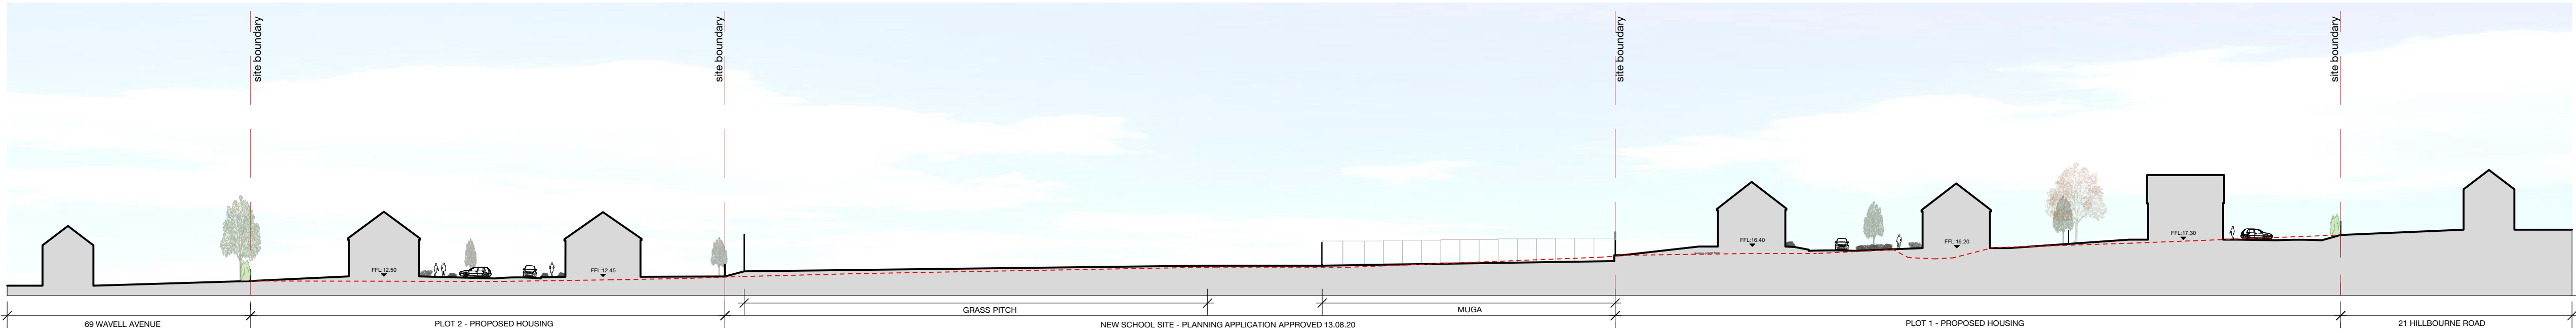 site boundary
site boundary
site boundary
site boundary
FFL:12.50
FFL:12.45
FFL:16.40
FFL:16.20
FFL:17.30
GRASS PITCH
MUGA
69 WAVELL AVENUE
PLOT 2 - PROPOSED HOUSING
NEW SCHOOL SITE - PLANNING APPLICATION APPROVED 13.08.20
PLOT 1 - PROPOSED HOUSING
21 HILLBOURNE ROAD